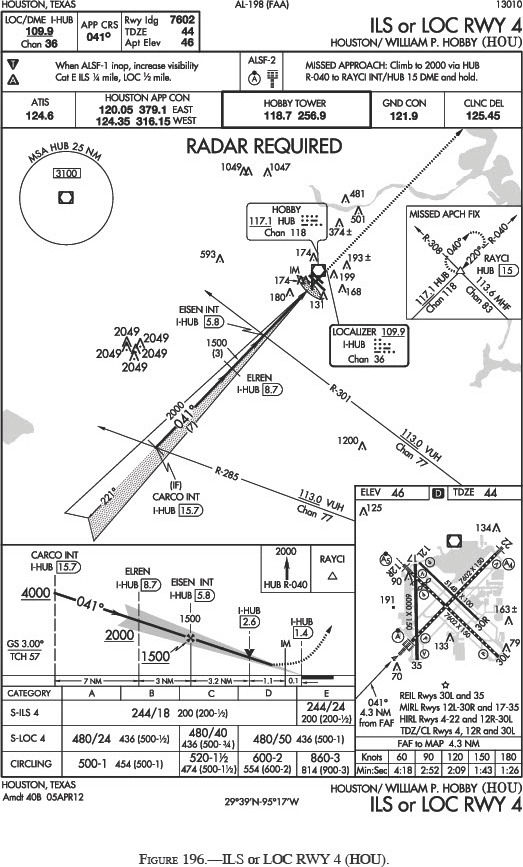 HOUSTON, TEXAS AL-198 (FAA) 13010
LOC/DME I-HUB
109.9
Chan 36
APP CRS
041°
Rwy ldg 7602
TDZE 44
Apt Elev 46
ILS or LOC RWY 4
HOUSTON/ WILLIAM P. HOBBY (HOU)
When ALSF-1 inop, increase visibility
Cat E ILS ¼ mile, LOC ½ mile.
ALSF-2
MISSED APPROACH: Climb to 2000 via HUB
R-040 to RAYCI INT/HUB 15 DME and hold.
ATIS
124.6
HOUSTON APP CON
120.05 379.1 EAST
124.35 316.15 WEST
HOBBY TOWER
118.7 256.9
GND CON
121.9
CLNC DEL
125.45
RADAR REQUIRED
MSA HUB 25 NM
3100
1049
1047
481
501
374±
HOBBY
117.1 HUB
Chan 118
MISSED APCH FIX
R-308
040°
R-040
220°
RAYCI
HUB 15
117.1 HUB
Chan 118
113.6 MHF
Chan 83
593
174
193±
IM
174
199
180
168
131
LOCALIZER 109.9
I-HUB
Chan 36
EISEN INT
I-HUB 5.8
2049
2049
2049
2049
2049
1500
(3)
ELREN
I-HUB 8.7
2000
041°
(7)
R-301
113.0 VUH
Chan 77
1200
221°
(IF)
CARCO INT
I-HUB 15.7
R-285
113.0 VUH
Chan 77
ELEV 46 D TDZE 44
125
134
12R
12L
17
22
90
7602 X 150
5148 X 100
6000 X 150
7602 X 150
191
163±
30R
30L
79
133
35
70
041°
4.3 NM
from FAF
REIL Rwys 30L and 35
MIRL Rwys 12L-30R and 17-35
HIRL Rwys 4-22 and 12R-30L
TDZ/CL Rwys 4, 12R and 30L
FAF to MAP 4.3 NM
Knots 60 90 120 150 180
Min:Sec 4:18 2:52 2:09 1:43 1:26
CARCO INT
I-HUB 15.7
ELREN
I-HUB 8.7
EISEN INT
I-HUB 5.8
2000
HUB R-040
RAYCI
4000
041°
2000
1500
1500
I-HUB
2.6
I-HUB
1.4
IM
GS 3.00°
TCH 57
7 NM 3 NM 3.2 NM 1.1 0.1
CATEGORY A B C D E
S-ILS 4 244/18 200 (200-½) 244/24 200 (200-½)
S-LOC 4 480/24 436 (500-½) 480/40 436 (500-¾) 480/50 436 (500-1)
CIRCLING 500-1 454 (500-1) 520-1½ 474 (500-1½) 600-2 554 (600-2) 860-3 814 (900-3)
HOUSTON, TEXAS
Amdt 40B 05APR12
29°39'N-95°17'W
HOUSTON/ WILLIAM P. HOBBY (HOU)
ILS or LOC RWY 4
FIGURE 196.—ILS or LOC RWY 4 (HOU).